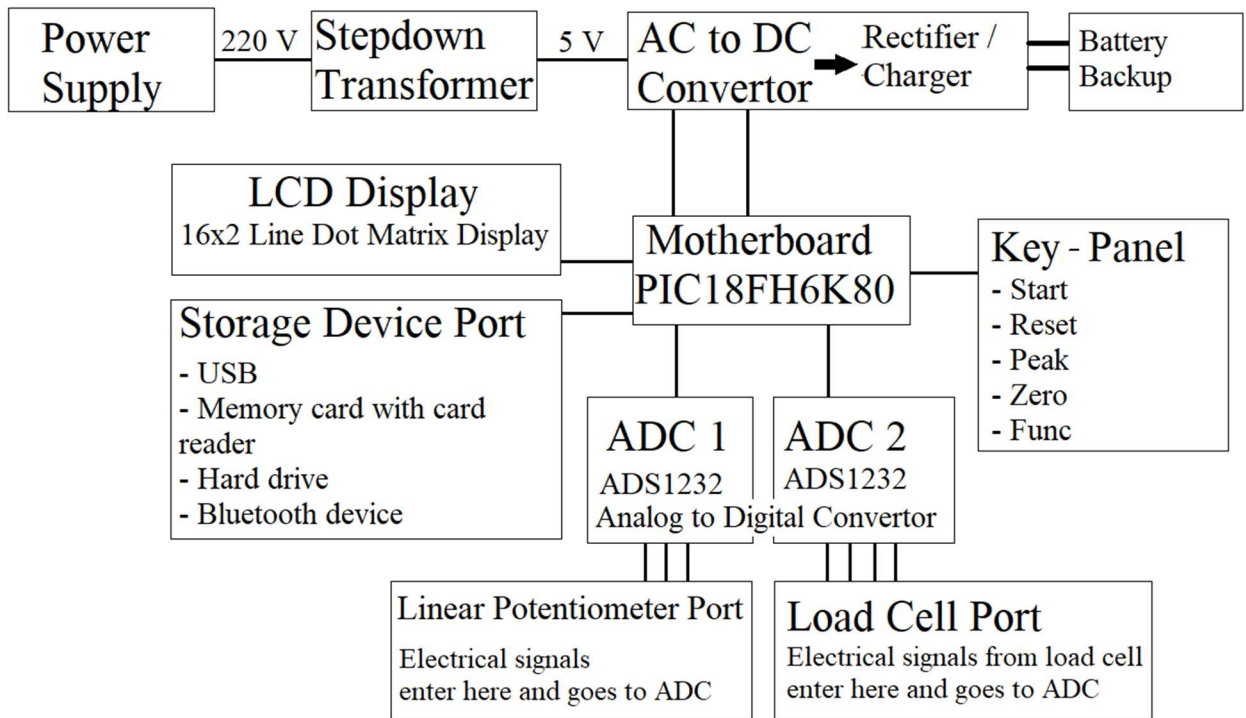 Power
Supply
220 V
Stepdown
Transformer
5 V
AC to DC
Convertor
Rectifier /
Charger
Battery
Backup
LCD Display
16x2 Line Dot Matrix Display
Motherboard
PIC18FH6K80
Key - Panel
- Start
- Reset
- Peak
- Zero
- Func
Storage Device Port
- USB
- Memory card with card
reader
- Hard drive
- Bluetooth device
ADC 1
ADS1232
ADC 2
ADS1232
Analog to Digital Convertor
Linear Potentiometer Port
Electrical signals
enter here and goes to ADC
Load Cell Port
Electrical signals from load cell
enter here and goes to ADC